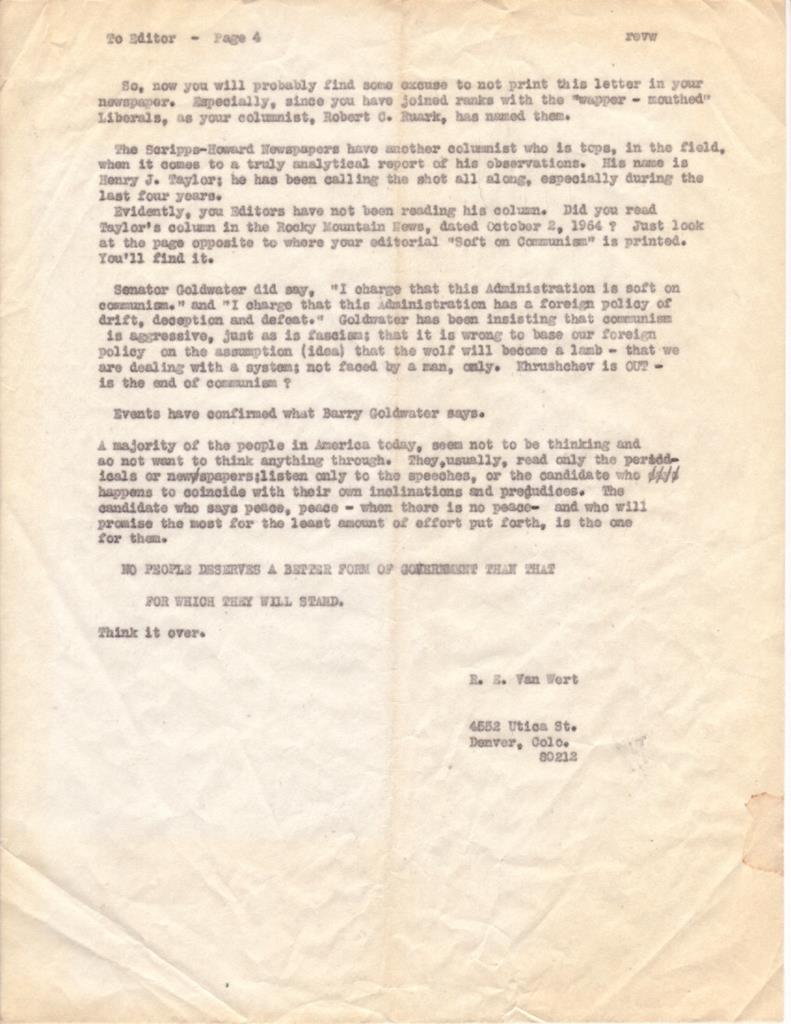 To Editor - Page 4 revw
So, now you will probably find some excuse to not print this letter in your
newspaper. Especially, since you have joined ranks with the "wapper - mouthed"
Liberals, as your columnist, Robert C. Ruark, has named them.
The Scripps-Howard Newspapers have another columnist who is tops, in the field,
when it comes to a truly analytical report of his observations. His name is
Henry J. Taylor; he has been calling the shot all along, especially during the
last four years.
Evidently, you Editors have not been reading his column. Did you read
Taylor's column in the Rocky Mountain News, dated October 2, 1964 ? Just look
at the page opposite to where your editorial "Soft on Communism" is printed.
You'll find it.
Senator Goldwater did say, "I charge that this Administration is soft on
communism." and "I charge that this Administration has a foreign policy of
drift, deception and defeat." Goldwater has been insisting that communism
is aggressive, just as is fascism; that it is wrong to base our foreign
policy on the assumption (idea) that the wolf will become a lamb - that we
are dealing with a system; not faced by a man, only. Khrushchev is OUT -
is the end of communism ?
Events have confirmed what Barry Goldwater says.
A majority of the people in America today, seem not to be thinking and
ao not want to think anything through. They,usually, read only the period-
icals or new/spapers;listen only to the speeches, or the candidate who
happens to coincide with their own inclinations and prejudices. The
candidate who says peace, peace - when there is no peace- and who will
promise the most for the least amount of effort put forth, is the one
for them.
NO PEOPLE DESERVES A BETTER FORM OF GOVERNMENT THAN THAT
FOR WHICH THEY WILL STAND.
Think it over.
R. E. Van Wert
4552 Utica St.
Denver, Colo.
80212